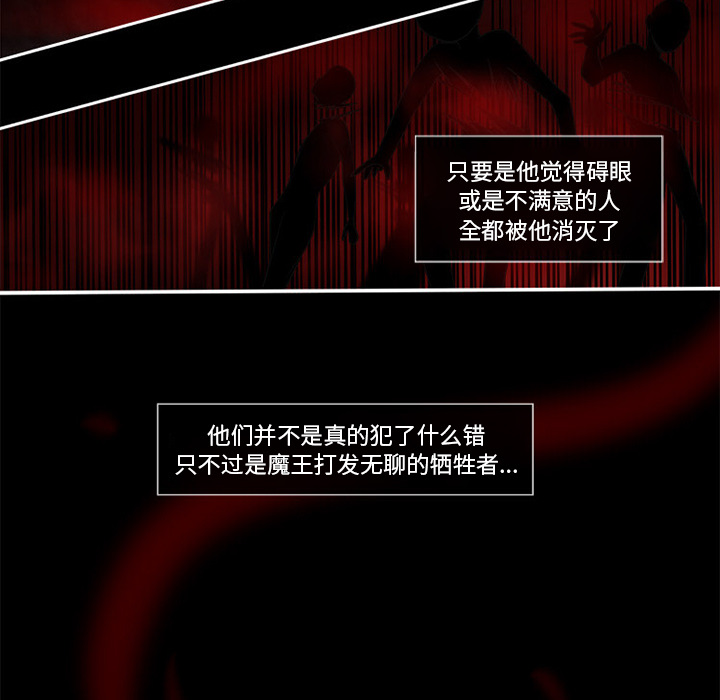 只要是他觉得碍眼
或是不满意的人
全都被他消灭了
他们并不是真的犯了什么错
只不过是魔王打发无聊的牺牲者...